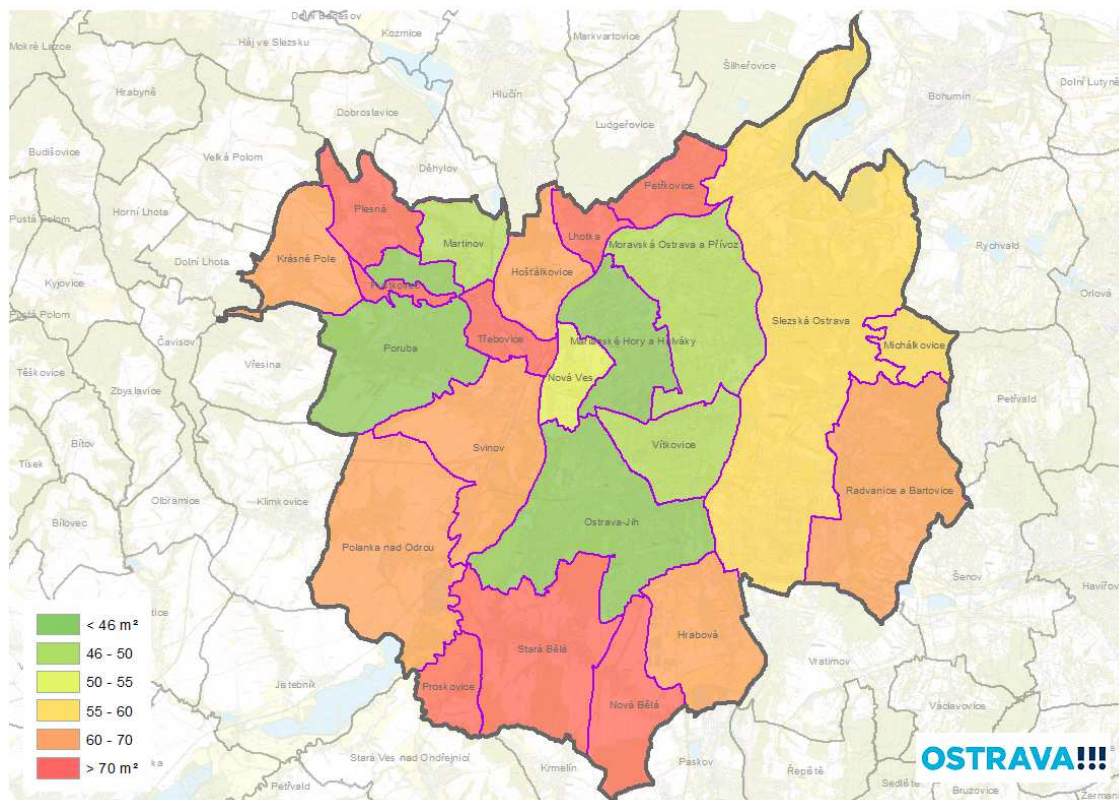 Dolní Benešov
Kozmice
Markvartovice
Mokré Lazce
Háj ve Slezsku
Šilheřovice
Dolní Lutyně
Hrabyně
Hlučín
Bohumín
Dobroslavice
Ludgeřovice
Budišovice
Velká Polom
Děhylov
Petřkovice
Plesná
Horní Lhota
Pustá Polom
Martinov
Lhotka
Moravská Ostrava a Přívoz
Rychvald
Krásné Pole
Dolní Lhota
Hošťálkovice
Kyjovice
Pustkovec
Orlová
Slezská Ostrava
Pustá Polom
Čavisov
Třebovice
Mariánské Hory a Hulváky
Michálkovice
Poruba
Vřesina
Těškovice
Nová Ves
Zbyslavice
Petřvald
Bítov
Vítkovice
Svinov
Tísek
Radvanice a Bartovice
Olbramice
Klimkovice
Bílovec
Ostrava-Jih
Polanka nad Odrou
Šenov
Havířov
< 46 m²
46 - 50
50 - 55
55 - 60
60 - 70
> 70 m²
Hrabová
Stará Bělá
Vratimov
Jistebník
Proskovice
Nová Bělá
Václavovice
Stará Ves nad Ondřejnicí
Krmelín
Paskov
Řepiště
OSTRAVA!!!
Petřvald
Sedliště
Bruzovice